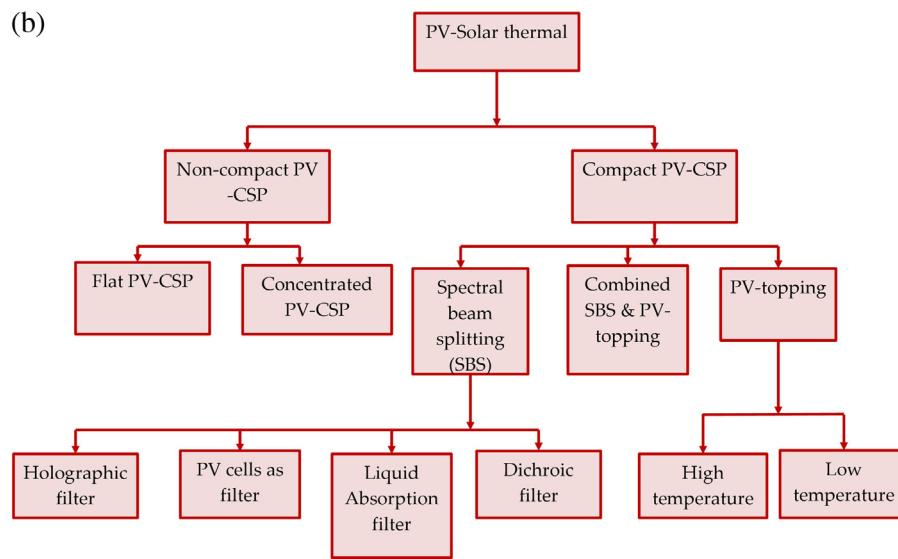 (b)
PV-Solar thermal
Non-compact PV
-CSP
Compact PV-CSP
Flat PV-CSP
Concentrated
PV-CSP
Spectral
beam
splitting
(SBS)
Combined
SBS & PV-
topping
PV-topping
Holographic
filter
PV cells as
filter
Liquid
Absorption
filter
Dichroic
filter
High
temperature
Low
temperature